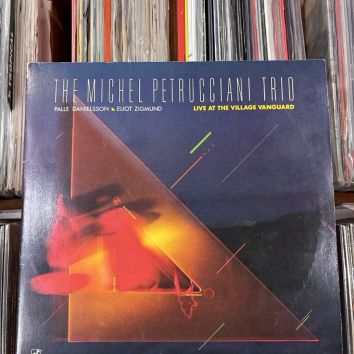 THE MICHEL PETRUCCIANI TRIO
PALLE DANIELSSON & ELIOT ZIGMUND
LIVE AT THE VILLAGE VANGUARD